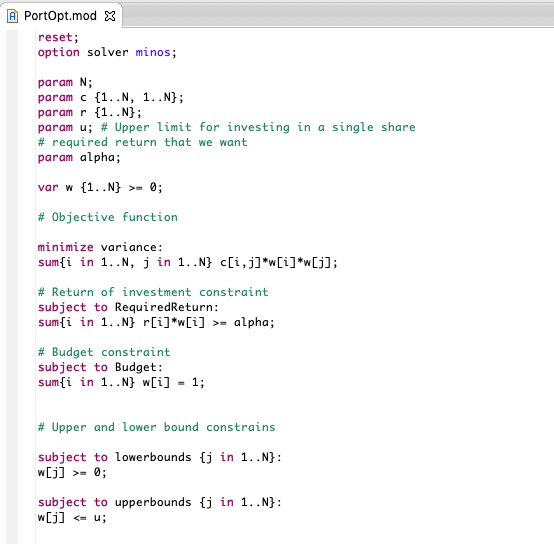 PortOpt.mod
reset;
option solver minos;
param N;
param c {1..N, 1..N};
param r {1..N};
param u; # Upper limit for investing in a single share
# required return that we want
param alpha;
var w {1..N} >= 0;
# Objective function
minimize variance:
sum{i in 1..N, j in 1..N} c[i,j]*w[i]*w[j];
# Return of investment constraint
subject to RequiredReturn:
sum{i in 1..N} r[i]*w[i] >= alpha;
# Budget constraint
subject to Budget:
sum{i in 1..N} w[i] = 1;
# Upper and lower bound constrains
subject to lowerbounds {j in 1..N}:
w[j] >= 0;
subject to upperbounds {j in 1..N}:
w[j] <= u;